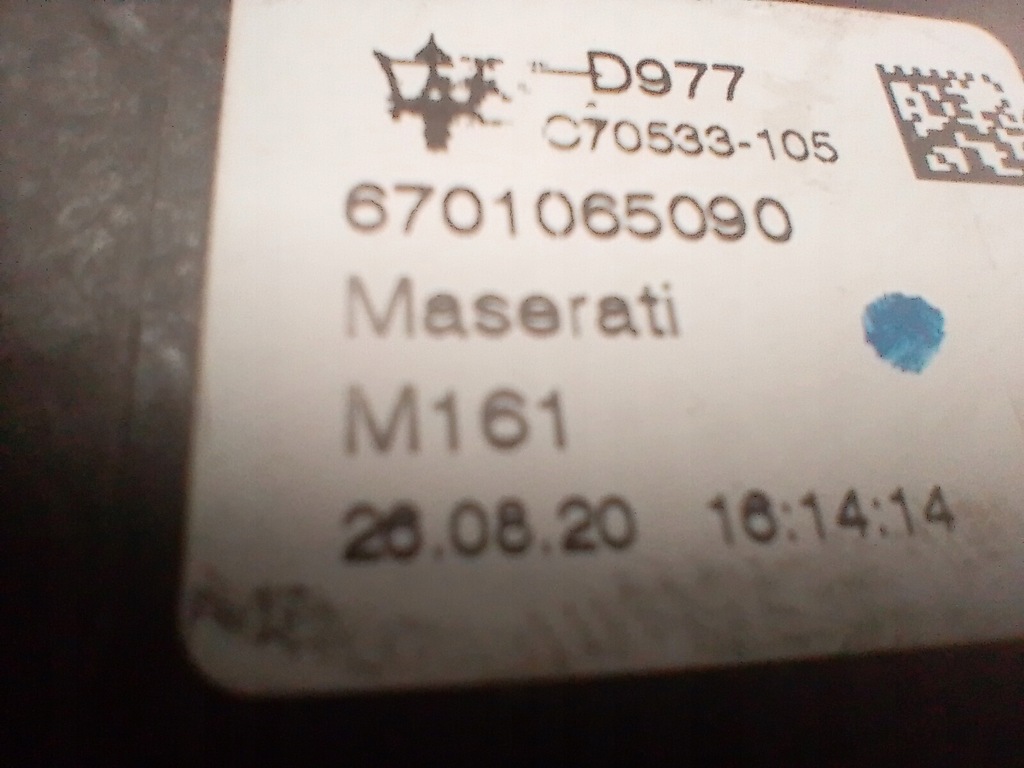 D977
C70533-105
6701065090
Maserati
M161
26.08.20 16:14:14